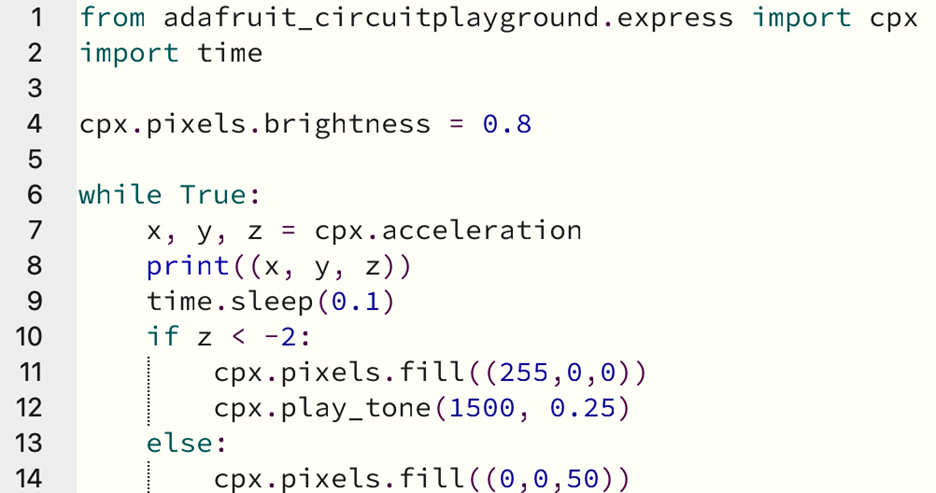 1 from adafruit_circuitplayground.express import cpx
2 import time
3
4 cpx.pixels.brightness = 0.8
5
6 while True:
7     x, y, z = cpx.acceleration
8     print((x, y, z))
9     time.sleep(0.1)
10     if z < -2:
11         cpx.pixels.fill((255,0,0))
12         cpx.play_tone(1500, 0.25)
13     else:
14         cpx.pixels.fill((0,0,50))